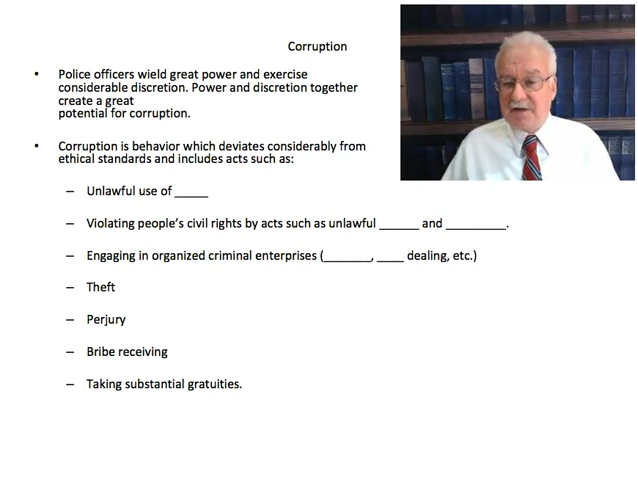 Corruption
• Police officers wield great power and exercise
considerable discretion. Power and discretion together
create a great
potential for corruption.
• Corruption is behavior which deviates considerably from
ethical standards and includes acts such as:
– Unlawful use of _____
– Violating people's civil rights by acts such as unlawful ______ and _________.
– Engaging in organized criminal enterprises (_______, ____ dealing, etc.)
– Theft
– Perjury
– Bribe receiving
– Taking substantial gratuities.